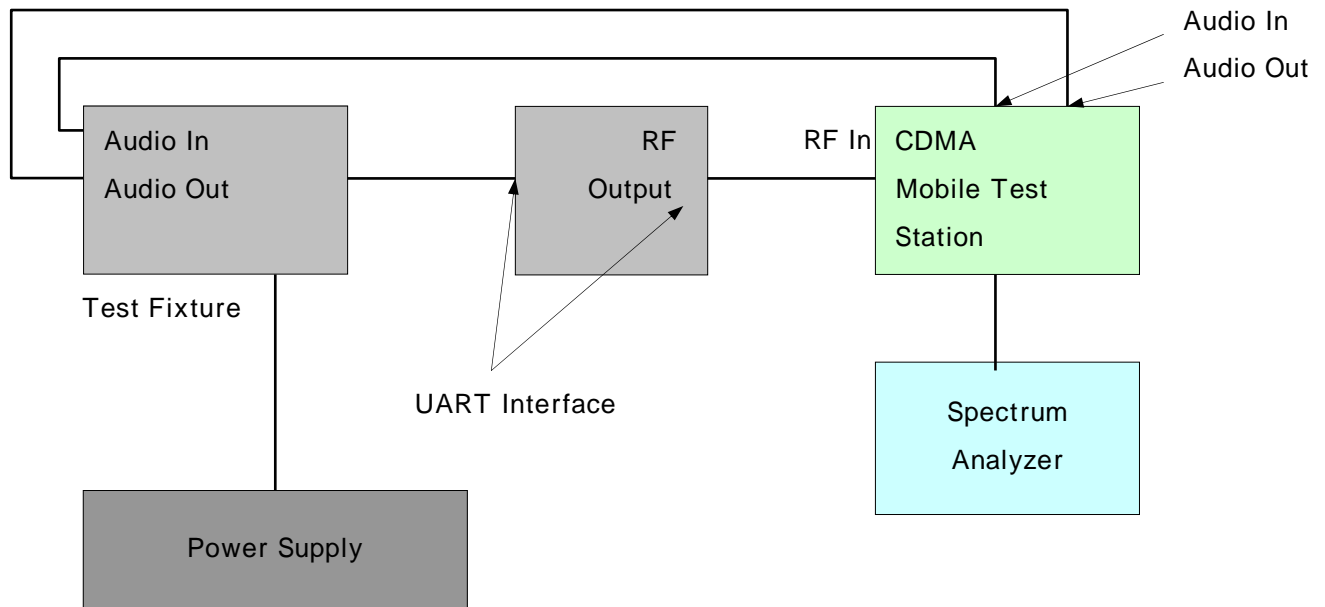 Audio In
Audio Out
Audio In
Audio Out
RF
Output
RF In
CDMA
Mobile Test
Station
Test Fixture
UART Interface
Spectrum
Analyzer
Power Supply